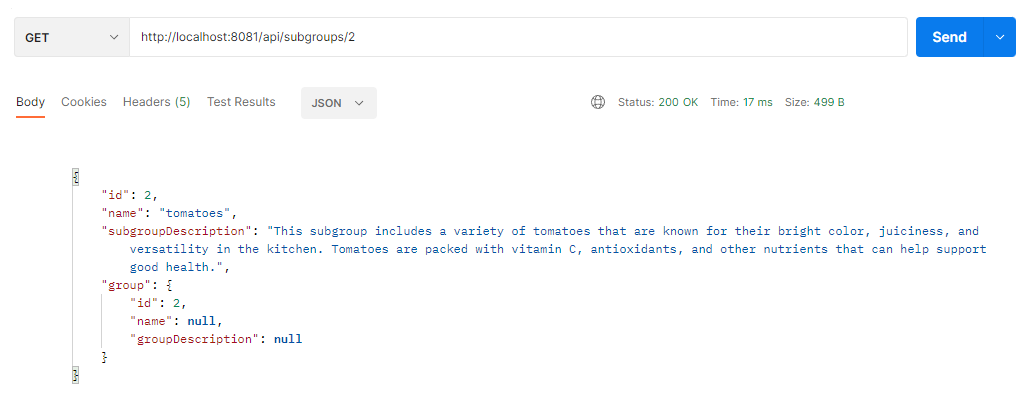 GET http://localhost:8081/api/subgroups/2 Send
Body Cookies Headers (5) Test Results JSON Status: 200 OK Time: 17 ms Size: 499 B
{
"id": 2,
"name": "tomatoes",
"subgroupDescription": "This subgroup includes a variety of tomatoes that are known for their bright color, juiciness, and
versatility in the kitchen. Tomatoes are packed with vitamin C, antioxidants, and other nutrients that can help support
good health.",
"group": {
"id": 2,
"name": null,
"groupDescription": null
}
}